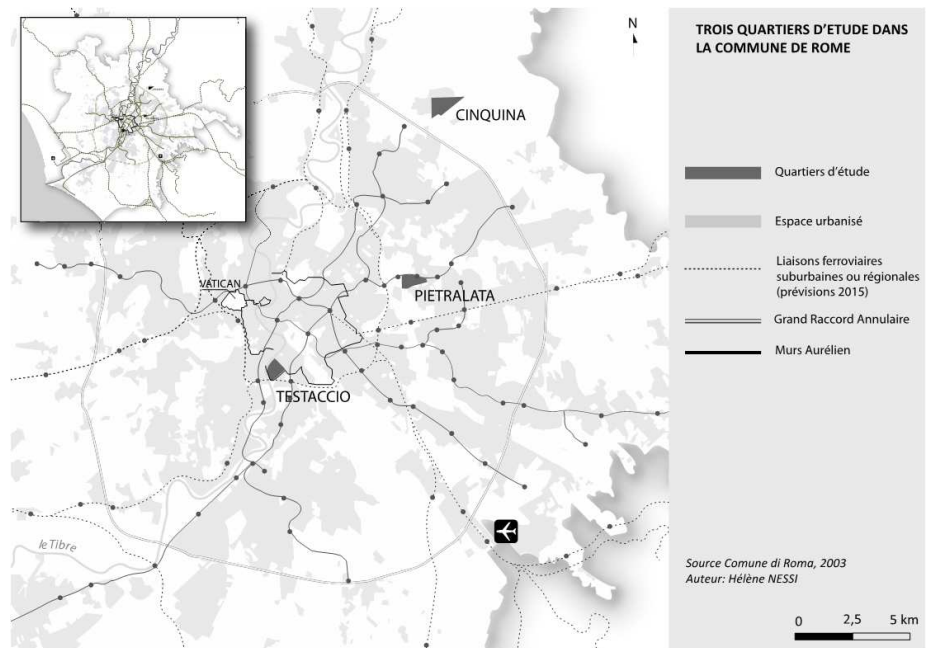 N
CINQUINA
VATICAN
PIETRALATA
TESTACCIO
le Tibre
TROIS QUARTIERS D'ETUDE DANS
LA COMMUNE DE ROME
Quartiers d'étude
Espace urbanisé
Liaisons ferroviaires
suburbaines ou régionales
(prévisions 2015)
Grand Raccord Annulaire
Murs Aurélien
Source Comune di Roma, 2003
Auteur: Hélène NESSI
0 2,5 5 km